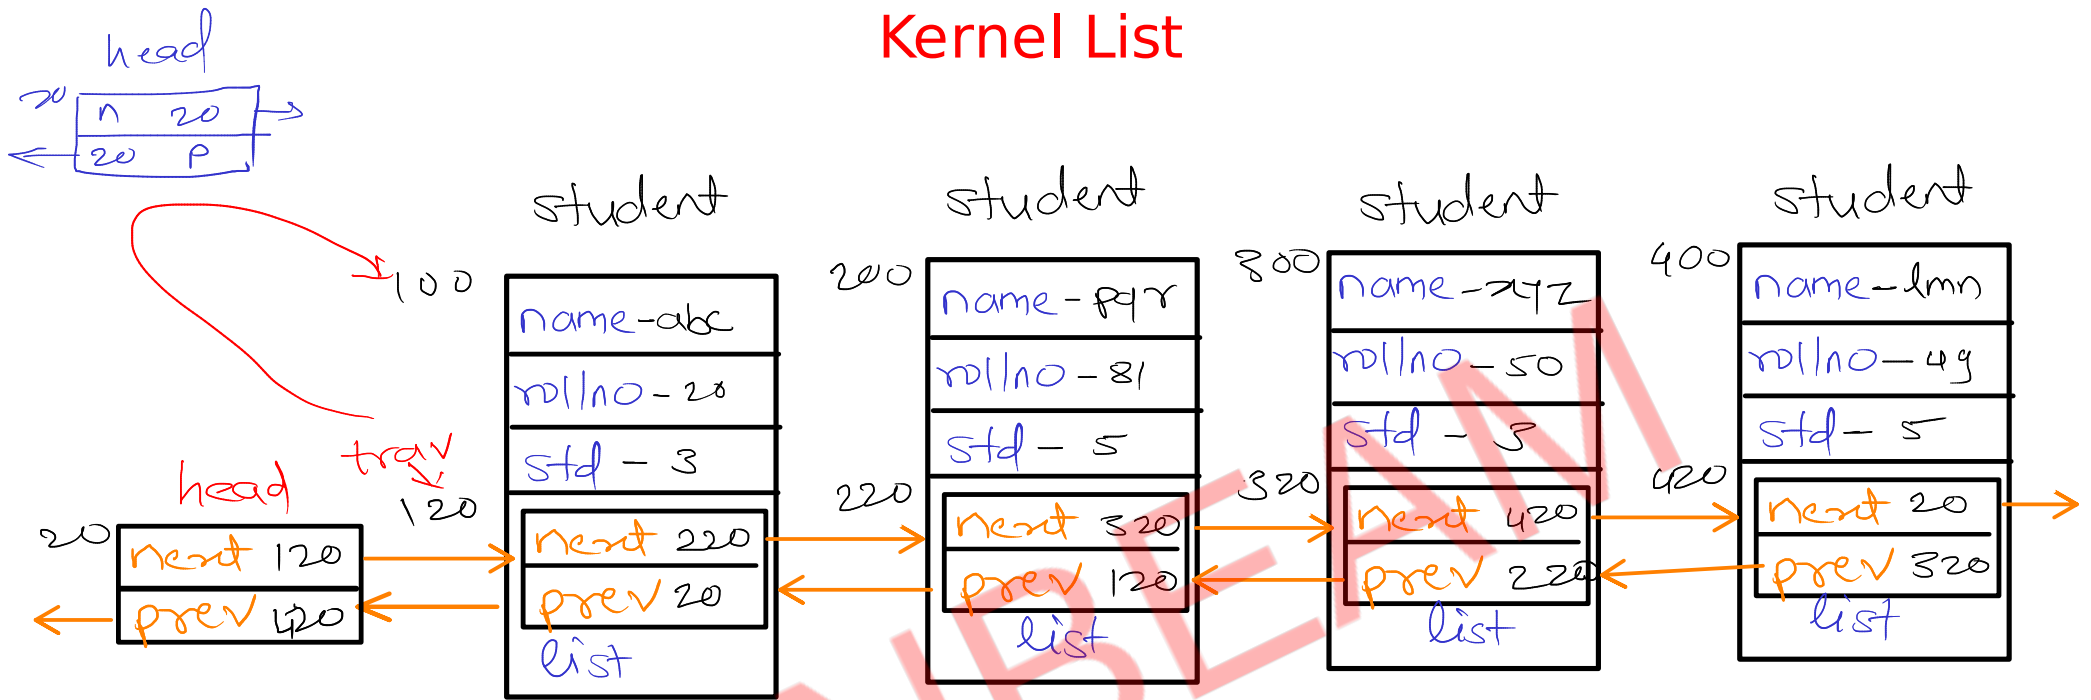 Kernel List
head
20
n 20
20 p
student
student
student
student
100
name-abc
rollno-20
std-3
120
next 220
prev 20
list
200
name-pqr
rollno-81
std-5
220
next 320
prev 120
list
300
name-xyz
rollno-50
std-3
320
next 420
prev 220
list
400
name-lmn
rollno-49
std-5
420
next 20
prev 320
list
trav
head
20
next 120
prev 420
NBEAM